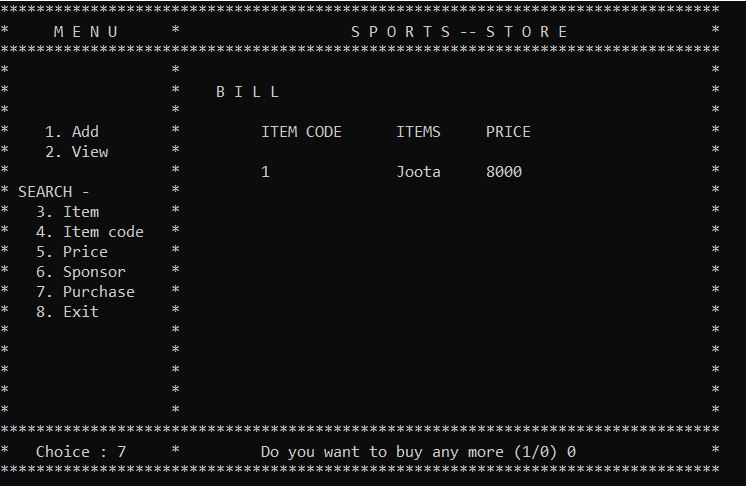 ********************************************************************************
*     M E N U      *                   S P O R T S -- S T O R E                *
********************************************************************************
*                  *                                                           *
*                  *    B I L L                                                *
*                  *                                                           *
*    1. Add        *         ITEM CODE      ITEMS     PRICE                    *
*    2. View       *                                                           *
*                  *         1              Joota     8000                     *
* SEARCH -         *                                                           *
*   3. Item        *                                                           *
*   4. Item code   *                                                           *
*   5. Price       *                                                           *
*   6. Sponsor     *                                                           *
*   7. Purchase    *                                                           *
*   8. Exit        *                                                           *
*                  *                                                           *
*                  *                                                           *
*                  *                                                           *
*                  *                                                           *
*                  *                                                           *
********************************************************************************
*   Choice : 7     *         Do you want to buy any more (1/0) 0               *
********************************************************************************